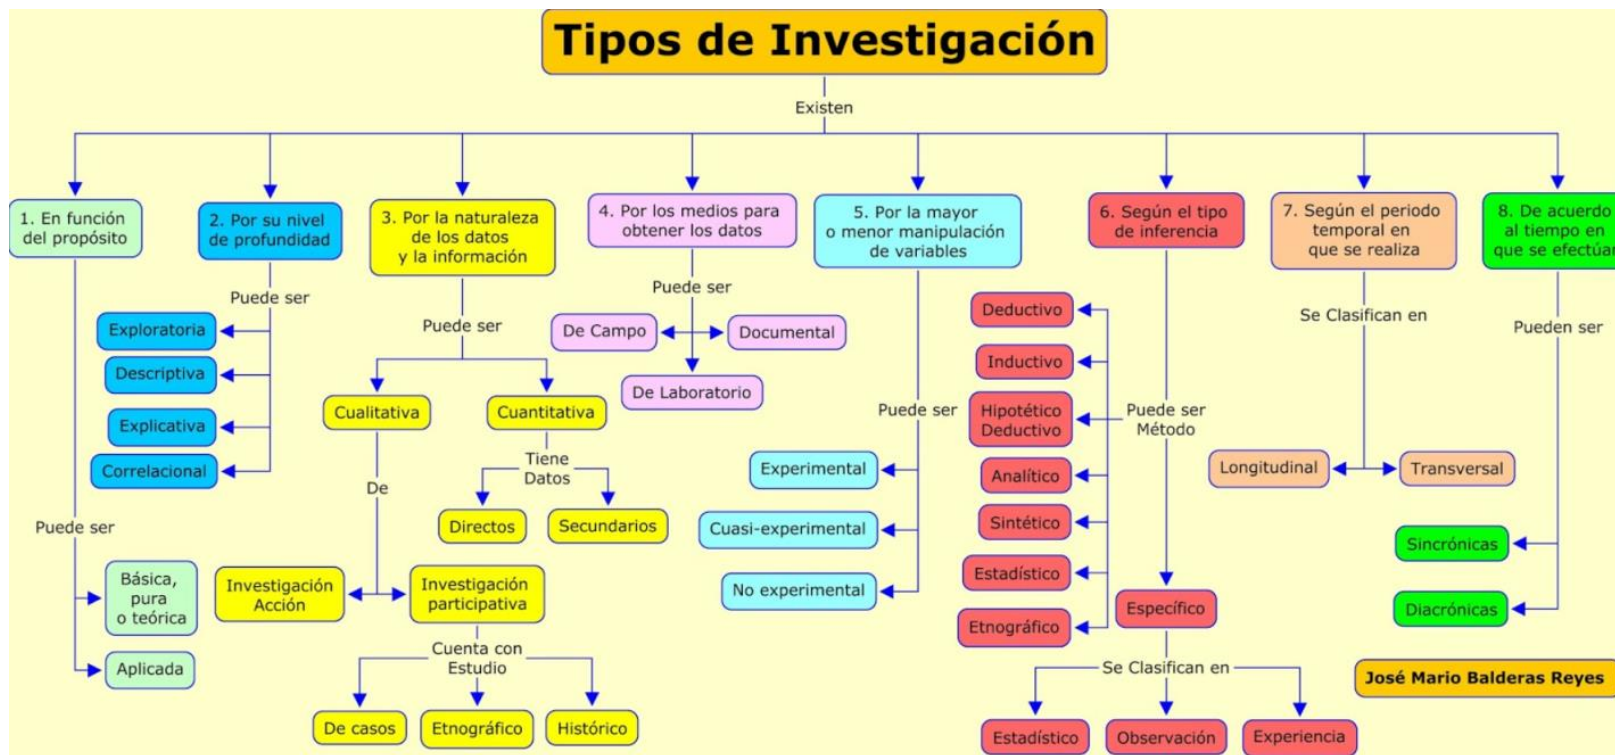 Tipos de Investigación
Existen
1. En función
del propósito
Puede ser
Básica,
pura
o teórica
Aplicada
2. Por su nivel
de profundidad
Puede ser
Exploratoria
Descriptiva
Explicativa
Correlacional
3. Por la naturaleza
de los datos
y la información
Puede ser
Cualitativa
Cuantitativa
De
Tiene
Datos
Directos
Secundarios
Investigación
Acción
Investigación
participativa
Cuenta con
Estudio
De casos
Etnográfico
Histórico
4. Por los medios para
obtener los datos
Puede ser
De Campo
Documental
De Laboratorio
5. Por la mayor
o menor manipulación
de variables
Puede ser
Experimental
Cuasi-experimental
No experimental
6. Según el tipo
de inferencia
Puede ser
Método
Deductivo
Inductivo
Hipotético
Deductivo
Analítico
Sintético
Estadístico
Etnográfico
Específico
Se Clasifican en
Estadístico
Observación
Experiencia
7. Según el periodo
temporal en
que se realiza
Se Clasifican en
Longitudinal
Transversal
8. De acuerdo
al tiempo en
que se efectúan
Pueden ser
Sincrónicas
Diacrónicas
José Mario Balderas Reyes